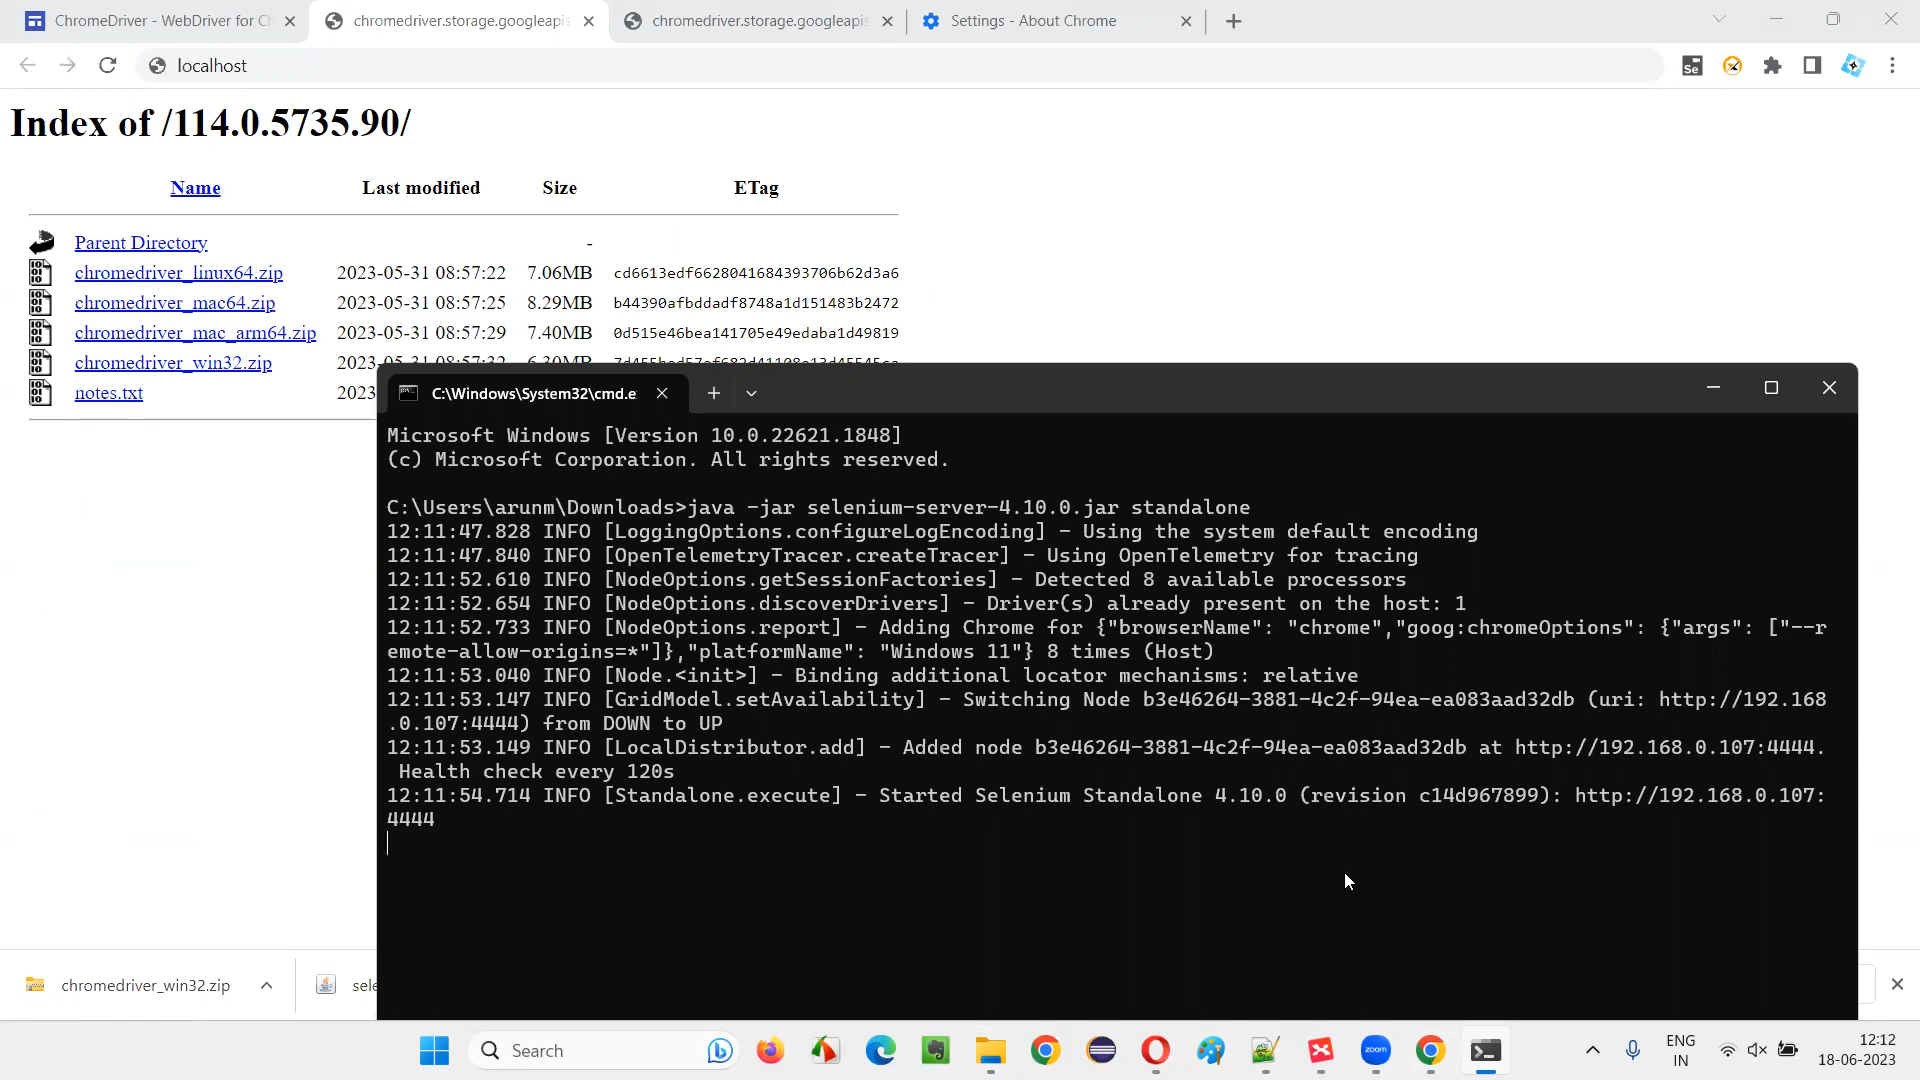 ChromeDriver - WebDriver for Ch
chromedriver.storage.googleapis
chromedriver.storage.googleapis
Settings - About Chrome
localhost
Index of /114.0.5735.90/
Name Last modified Size ETag
Parent Directory -
chromedriver_linux64.zip 2023-05-31 08:57:22 7.06MB cd6613edf6628041684393706b62d3a6
chromedriver_mac64.zip 2023-05-31 08:57:25 8.29MB b44390afbddadf8748a1d151483b2472
chromedriver_mac_arm64.zip 2023-05-31 08:57:29 7.40MB 0d515e46bea141705e49edaba1d49819
chromedriver_win32.zip 2023-05-31 08:57:32 6.30MB
notes.txt 2023
C:\Windows\System32\cmd.e
Microsoft Windows [Version 10.0.22621.1848]
(c) Microsoft Corporation. All rights reserved.
C:\Users\arunm\Downloads>java -jar selenium-server-4.10.0.jar standalone
12:11:47.828 INFO [LoggingOptions.configureLogEncoding] - Using the system default encoding
12:11:47.840 INFO [OpenTelemetryTracer.createTracer] - Using OpenTelemetry for tracing
12:11:52.610 INFO [NodeOptions.getSessionFactories] - Detected 8 available processors
12:11:52.654 INFO [NodeOptions.discoverDrivers] - Driver(s) already present on the host: 1
12:11:52.733 INFO [NodeOptions.report] - Adding Chrome for {"browserName": "chrome","goog:chromeOptions": {"args": ["--r
emote-allow-origins=*"]},"platformName": "Windows 11"} 8 times (Host)
12:11:53.040 INFO [Node.<init>] - Binding additional locator mechanisms: relative
12:11:53.147 INFO [GridModel.setAvailability] - Switching Node b3e46264-3881-4c2f-94ea-ea083aad32db (uri: http://192.168
.0.107:4444) from DOWN to UP
12:11:53.149 INFO [LocalDistributor.add] - Added node b3e46264-3881-4c2f-94ea-ea083aad32db at http://192.168.0.107:4444.
Health check every 120s
12:11:54.714 INFO [Standalone.execute] - Started Selenium Standalone 4.10.0 (revision c14d967899): http://192.168.0.107:
4444
chromedriver_win32.zip
sele
Search
zoom
ENG
IN
12:12
18-06-2023